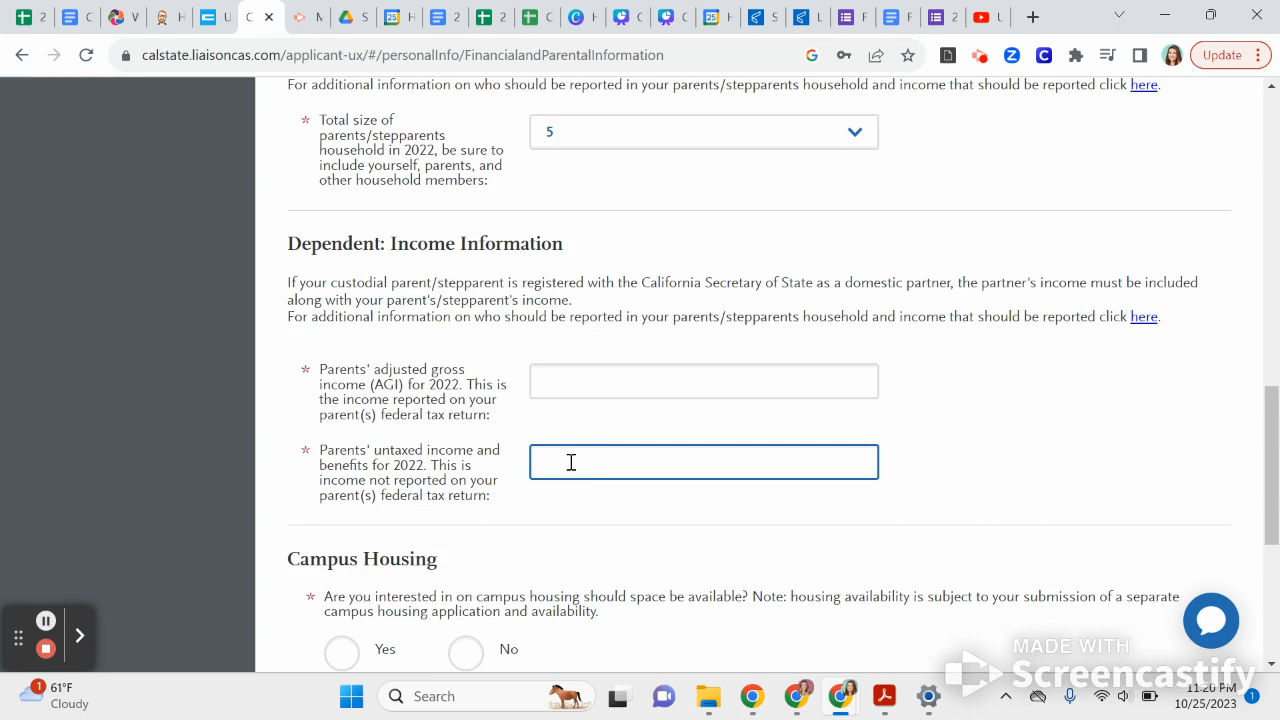 2
C
W
H
U
C
M
S
H
2
2
C
H
C
C
H
S
L
F
F
2
L
calstate.liaisoncas.com/applicant-ux/#/personalInfo/FinancialandParentalInformation
Update
For additional information on who should be reported in your parents/stepparents household and income that should be reported click here.
* Total size of
parents/stepparents
household in 2022, be sure to
include yourself, parents, and
other household members:
5
Dependent: Income Information
If your custodial parent/stepparent is registered with the California Secretary of State as a domestic partner, the partner's income must be included
along with your parent's/stepparent's income.
For additional information on who should be reported in your parents/stepparents household and income that should be reported click here.
* Parents' adjusted gross
income (AGI) for 2022. This is
the income reported on your
parent(s) federal tax return:
* Parents' untaxed income and
benefits for 2022. This is
income not reported on your
parent(s) federal tax return:
Campus Housing
* Are you interested in on campus housing should space be available? Note: housing availability is subject to your submission of a separate
campus housing application and availability.
Yes
No
MADE WITH
Screencastify
1
61°F
Cloudy
Search
11:20 PM
10/25/2023
1